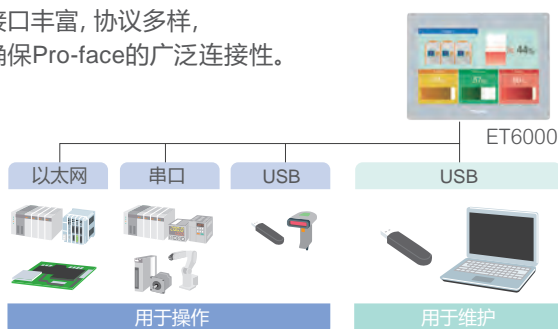 接口丰富, 协议多样,
确保Pro-face的广泛连接性。
44%
ET6000
以太网
串口
USB
USB
用于操作
用于维护